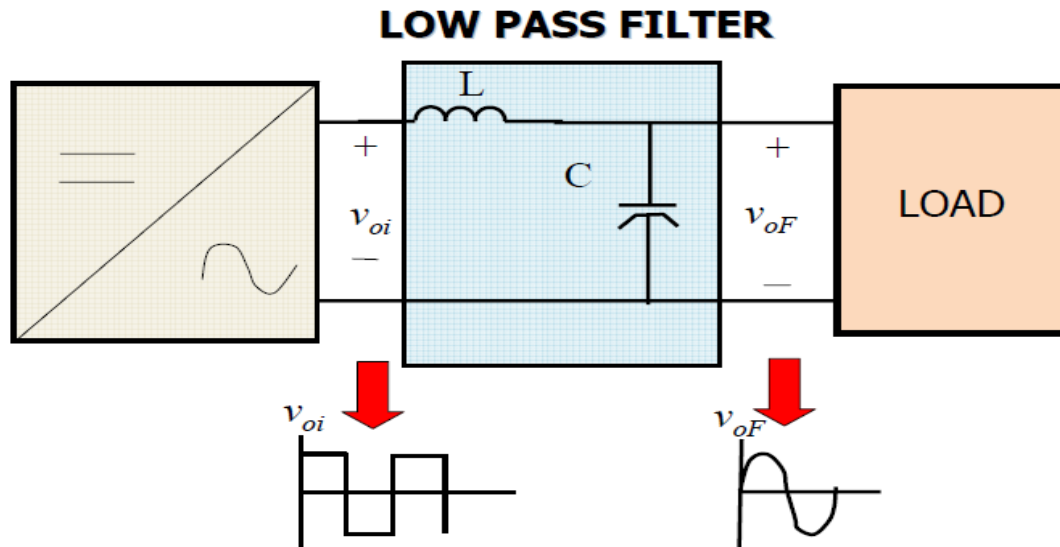 LOW PASS FILTER
L
+
+
C
v_oi
v_oF
LOAD
−
−
v_oi
v_oF